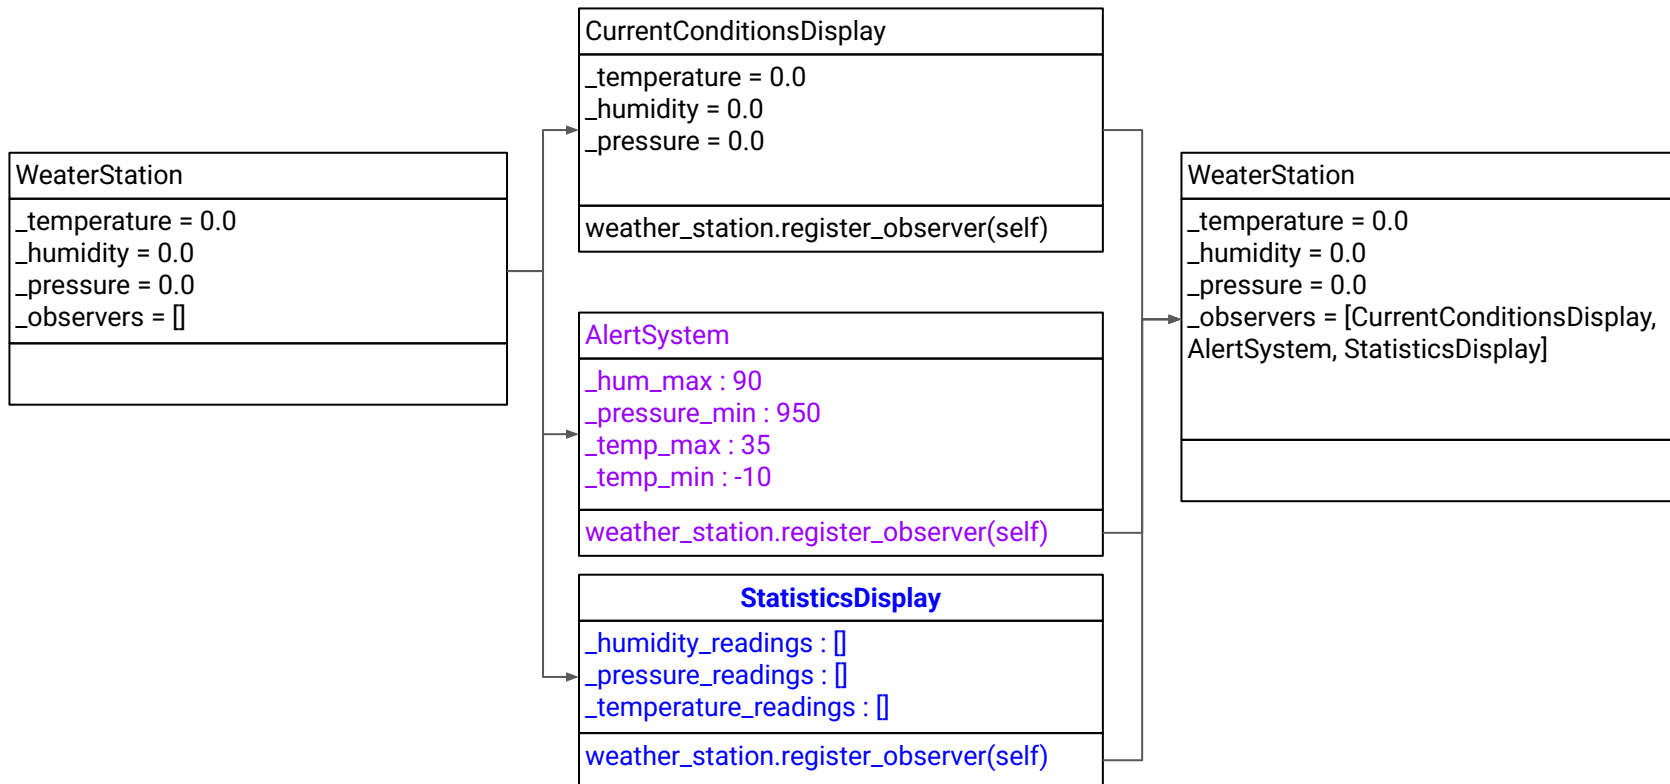 WeaterStation
_temperature = 0.0
_humidity = 0.0
_pressure = 0.0
_observers = []
CurrentConditionsDisplay
_temperature = 0.0
_humidity = 0.0
_pressure = 0.0
weather_station.register_observer(self)
AlertSystem
_hum_max : 90
_pressure_min : 950
_temp_max : 35
_temp_min : -10
weather_station.register_observer(self)
StatisticsDisplay
_humidity_readings : []
_pressure_readings : []
_temperature_readings : []
weather_station.register_observer(self)
WeaterStation
_temperature = 0.0
_humidity = 0.0
_pressure = 0.0
_observers = [CurrentConditionsDisplay,
AlertSystem, StatisticsDisplay]